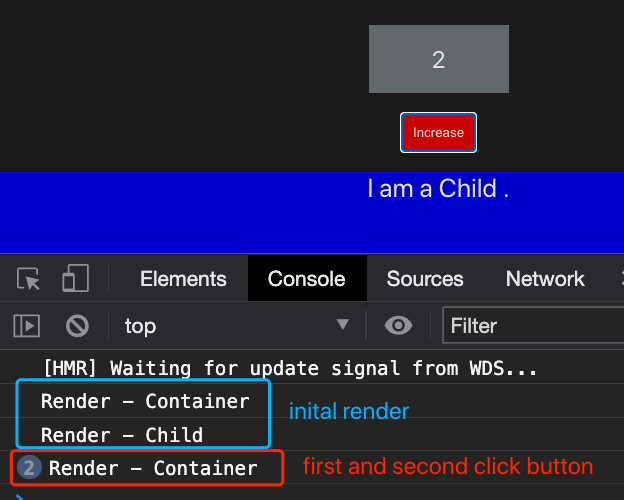 2
Increase
I am a Child .
Elements Console Sources Network
top Filter
[HMR] Waiting for update signal from WDS...
Render - Container
inital render
Render - Child
2 Render - Container
first and second click button